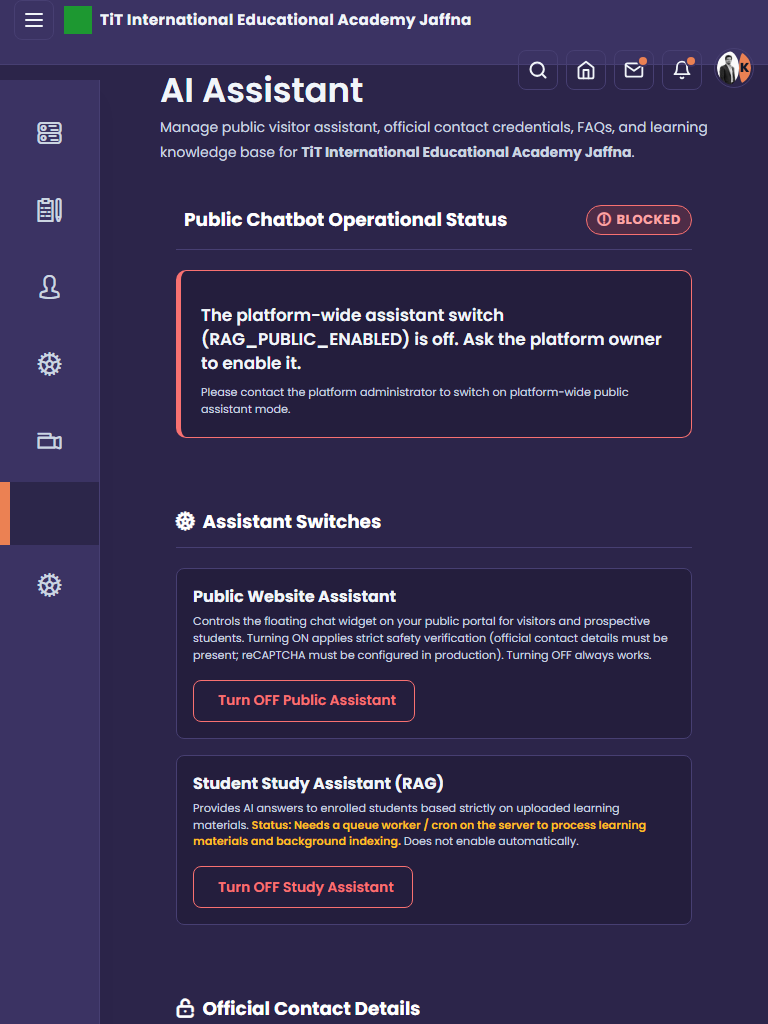 TiT International Educational Academy Jaffna
K
AI Assistant
Manage public visitor assistant, official contact credentials, FAQs, and learning
knowledge base for TiT International Educational Academy Jaffna.
Public Chatbot Operational Status
BLOCKED
The platform-wide assistant switch
(RAG_PUBLIC_ENABLED) is off. Ask the platform owner
to enable it.
Please contact the platform administrator to switch on platform-wide public
assistant mode.
Assistant Switches
Public Website Assistant
Controls the floating chat widget on your public portal for visitors and prospective
students. Turning ON applies strict safety verification (official contact details must be
present; reCAPTCHA must be configured in production). Turning OFF always works.
Turn OFF Public Assistant
Student Study Assistant (RAG)
Provides AI answers to enrolled students based strictly on uploaded learning
materials. Status: Needs a queue worker / cron on the server to process learning
materials and background indexing. Does not enable automatically.
Turn OFF Study Assistant
Official Contact Details